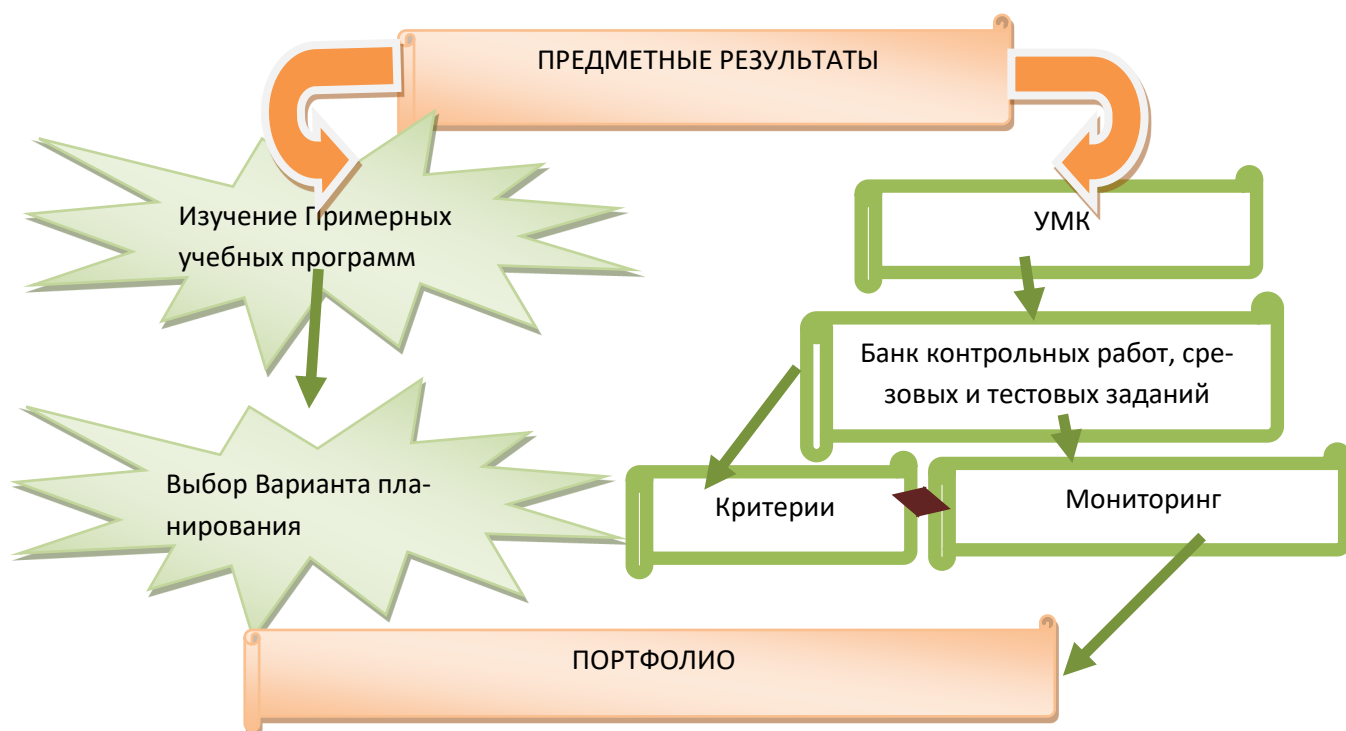 ПРЕДМЕТНЫЕ РЕЗУЛЬТАТЫ
Изучение Примерных
учебных программ
УМК
Банк контрольных работ, сре-
зовых и тестовых заданий
Выбор Варианта пла-
нирования
Критерии
Мониторинг
ПОРТФОЛИО